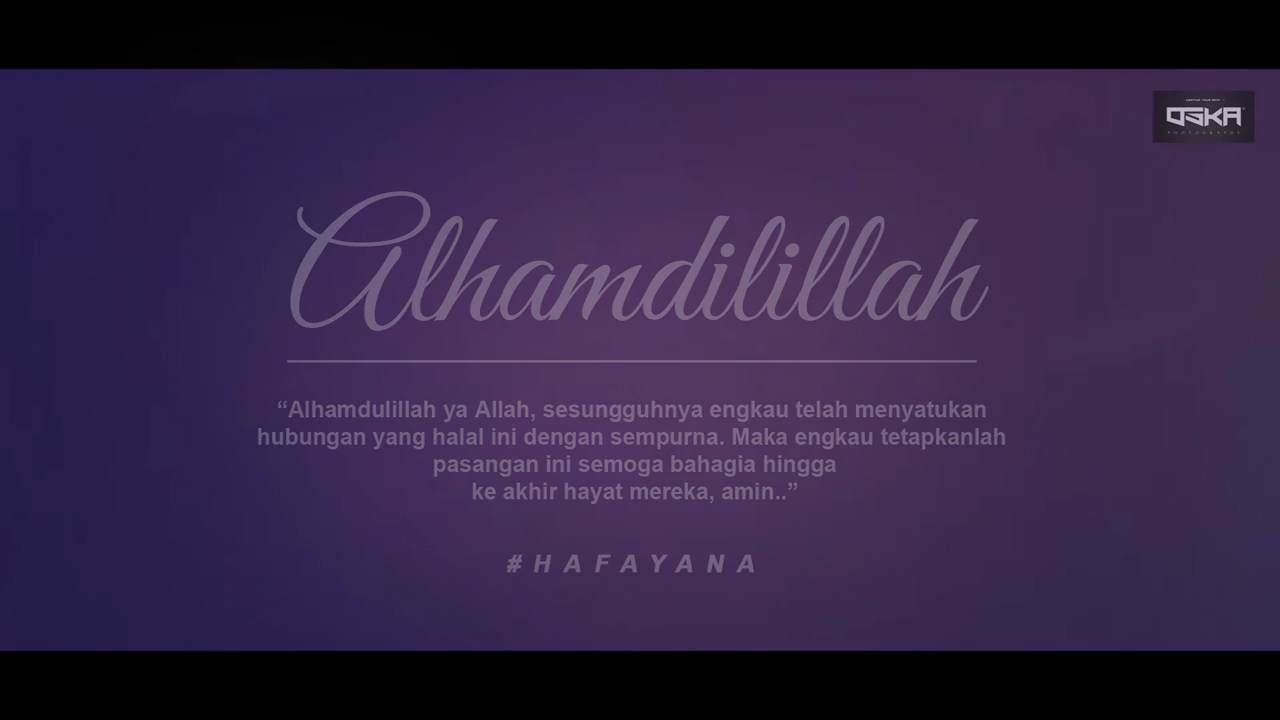 OSKA
PHOTOGRAPHY
Alhamdilillah
“Alhamdulillah ya Allah, sesungguhnya engkau telah menyatukan
hubungan yang halal ini dengan sempurna. Maka engkau tetapkanlah
pasangan ini semoga bahagia hingga
ke akhir hayat mereka, amin..”
#HAFAYANA